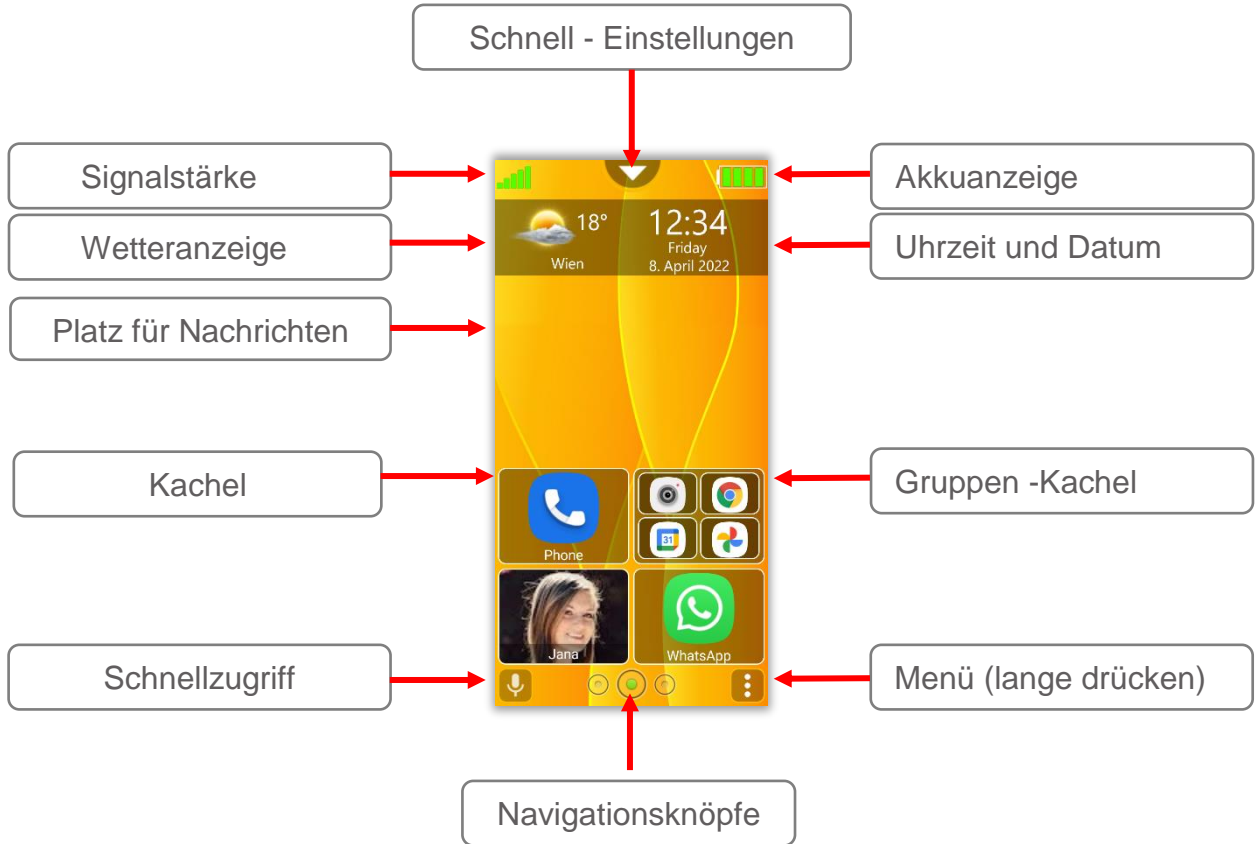 Schnell - Einstellungen
Signalstärke
Akkuanzeige
Wetteranzeige
18°
Wien
12:34
Friday
8. April 2022
Uhrzeit und Datum
Platz für Nachrichten
Kachel
Phone
31
Gruppen -Kachel
Jana
WhatsApp
Schnellzugriff
Menü (lange drücken)
Navigationsknöpfe